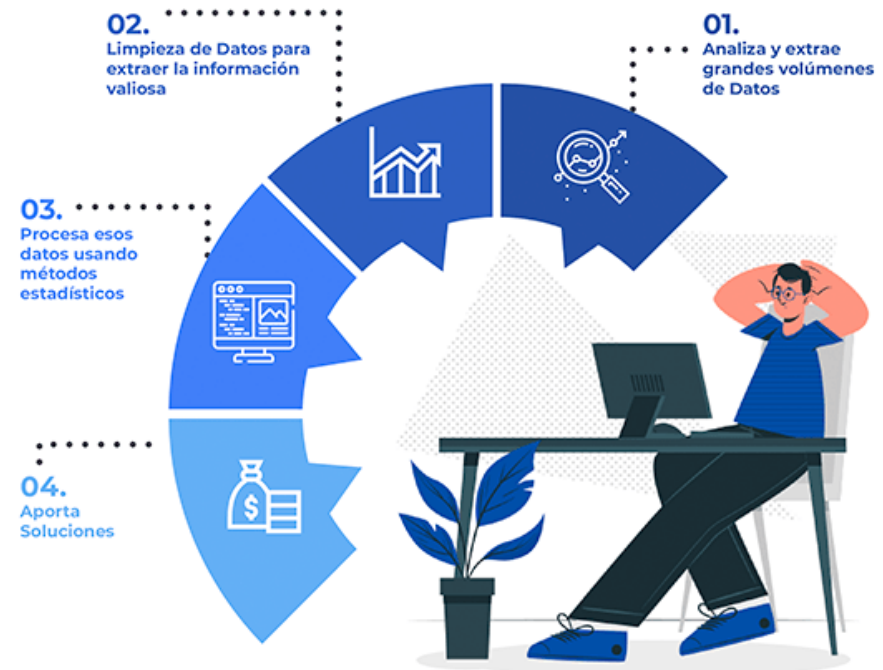 01.
Analiza y extrae
grandes volúmenes
de Datos
02.
Limpieza de Datos para
extraer la información
valiosa
03.
Procesa esos
datos usando
métodos
estadísticos
04.
Aporta
Soluciones
$